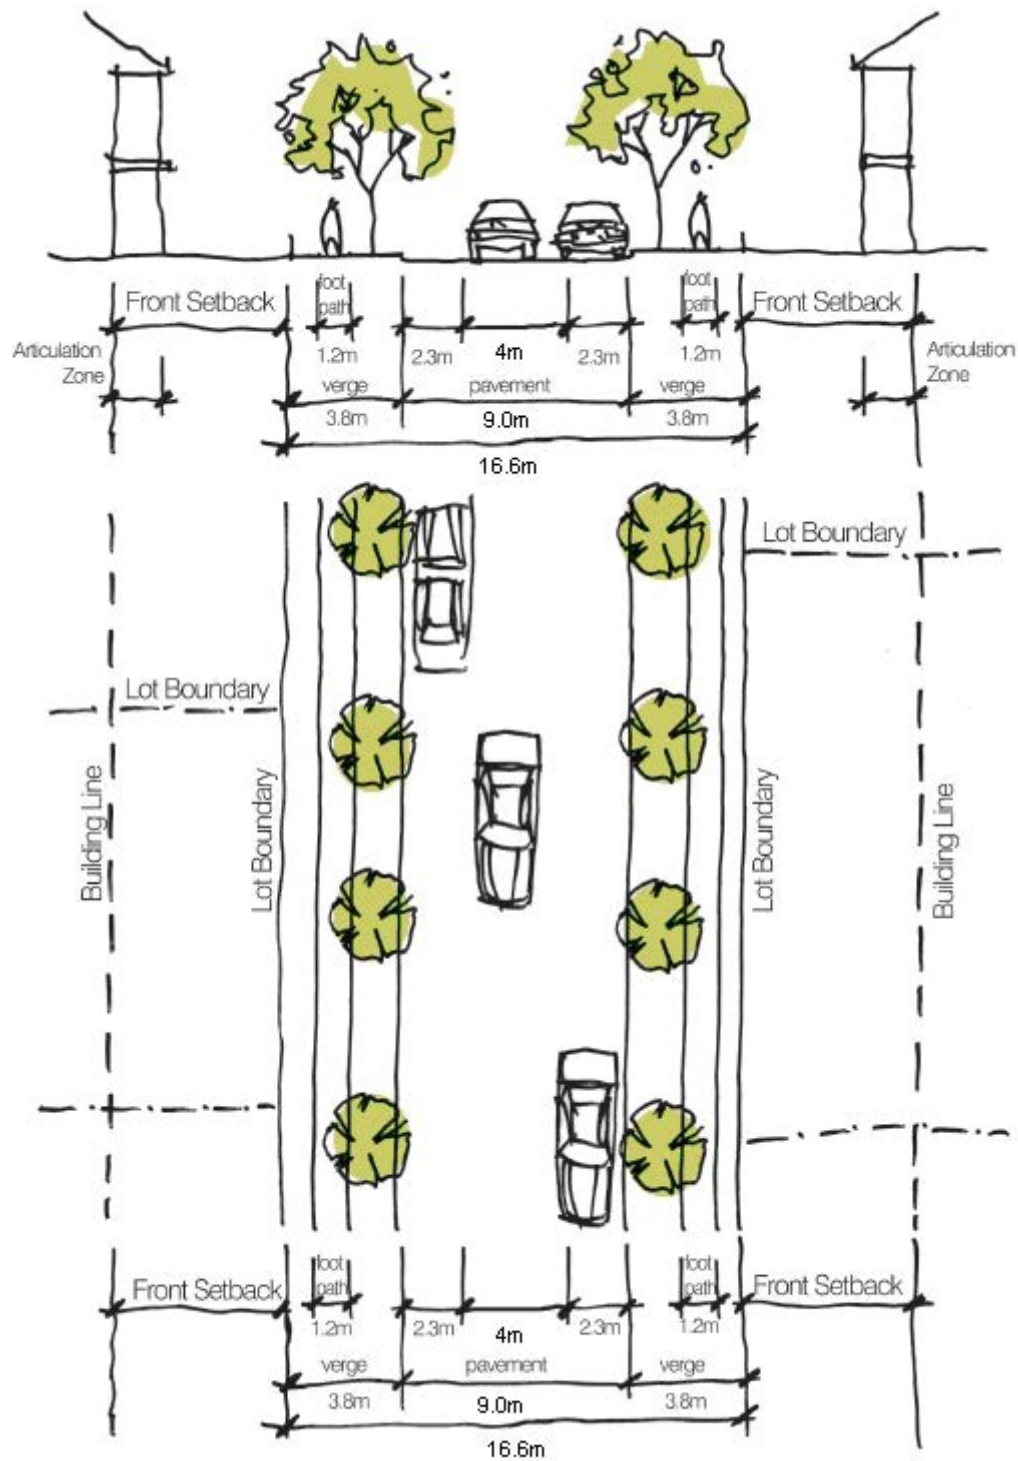 foot
foot
Front Setback
path
path
Front Setback
Articulation
Zone
1.2m
2.3m
4m
2.3m
1.2m
Articulation
Zone
verge
pavement
verge
3.8m
9.0m
3.8m
16.6m
Lot Boundary
Lot Boundary
Building Line
Lot Boundary
Lot Boundary
Building Line
foot
foot
Front Setback
path
path
Front Setback
1.2m
2.3m
4m
2.3m
1.2m
verge
pavement
verge
3.8m
9.0m
3.8m
16.6m